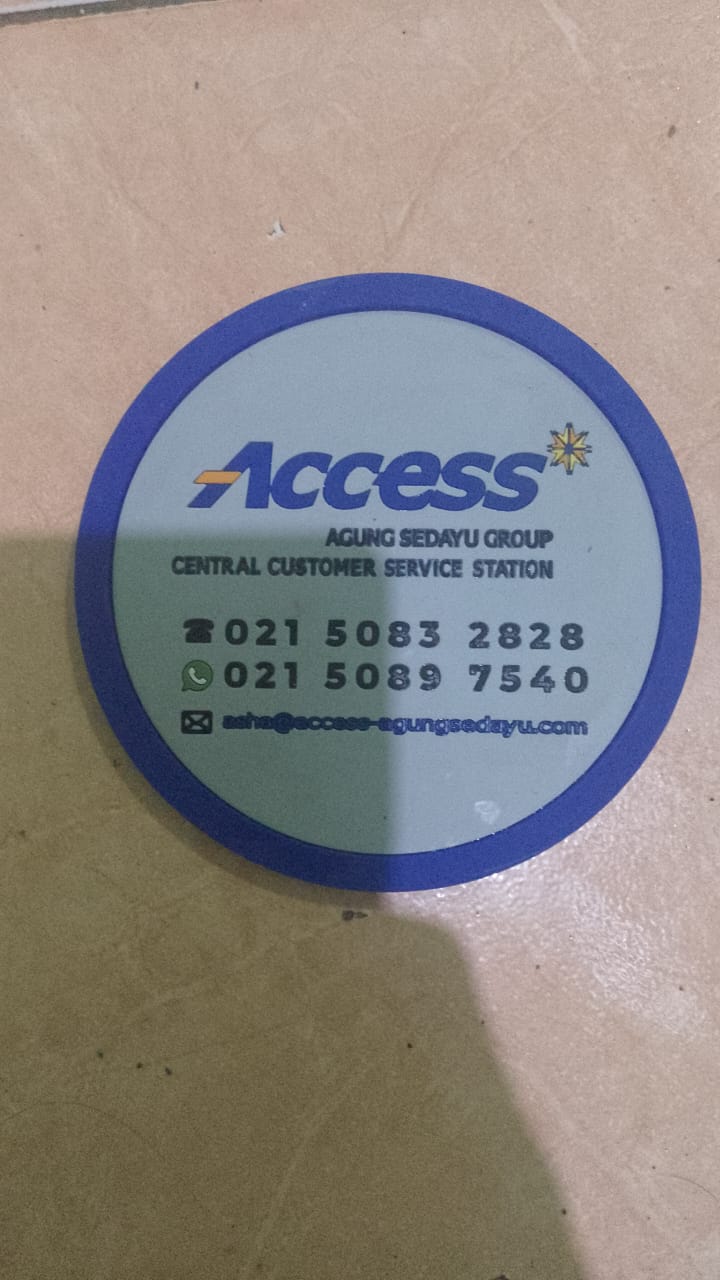 Access
AGUNG SEDAYU GROUP
CENTRAL CUSTOMER SERVICE STATION
021 5083 2828
021 5089 7540
asha@access-agungsedayu.com